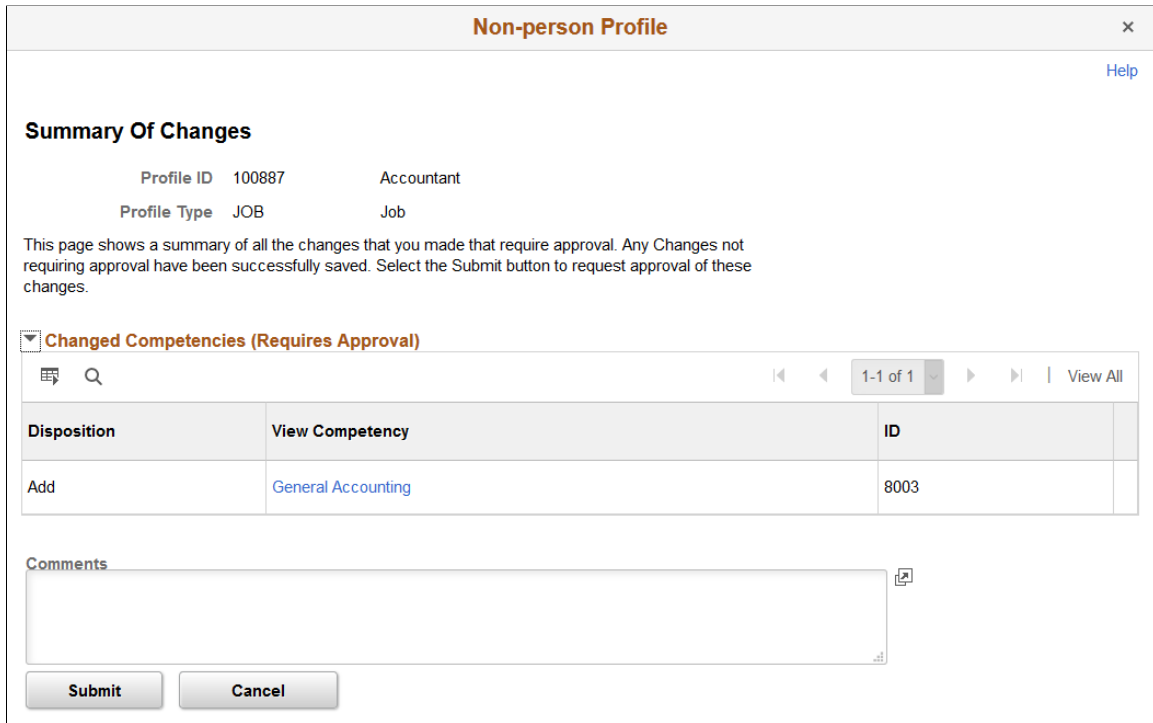 Non-person Profile ×
Help
Summary Of Changes
Profile ID 100887 Accountant
Profile Type JOB Job
This page shows a summary of all the changes that you made that require approval. Any Changes not
requiring approval have been successfully saved. Select the Submit button to request approval of these
changes.
Changed Competencies (Requires Approval)
1-1 of 1 | View All
Disposition View Competency ID
Add General Accounting 8003
Comments
Submit Cancel